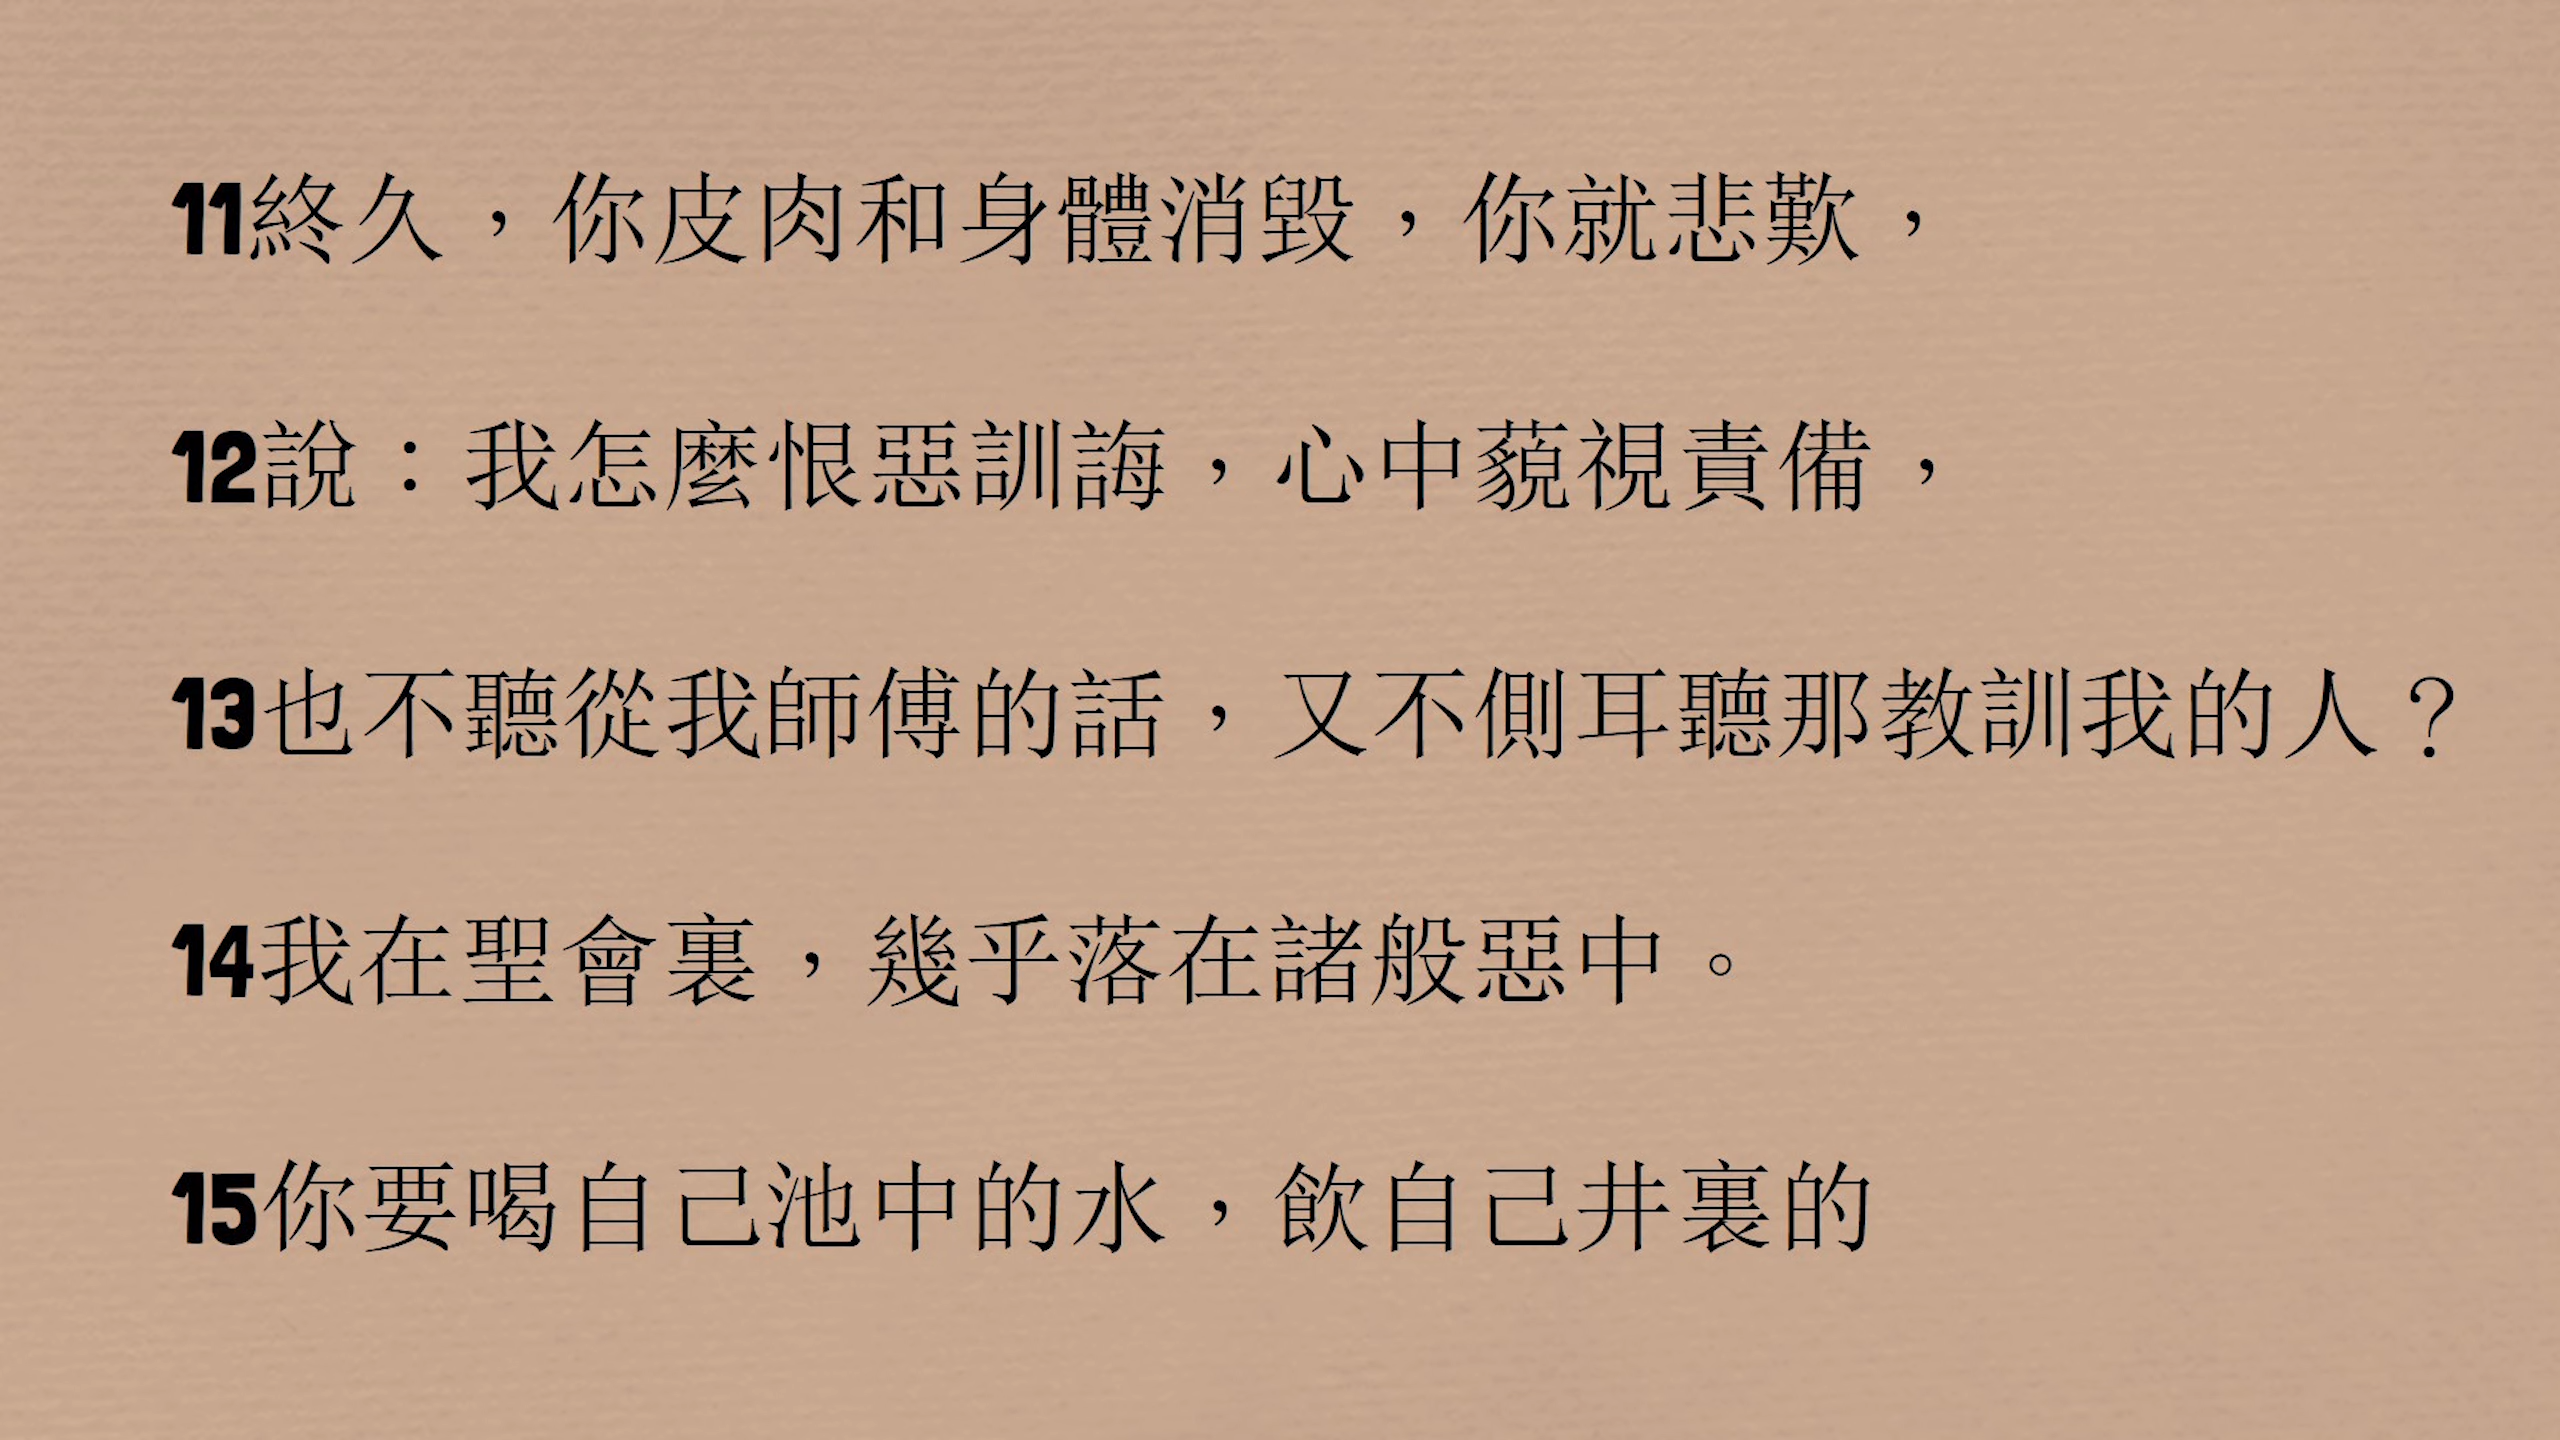 11終久，你皮肉和身體消毀，你就悲歎，
12說：我怎麼恨惡訓誨，心中藐視責備，
13也不聽從我師傅的話，又不側耳聽那教訓我的人？
14我在聖會裏，幾乎落在諸般惡中。
15你要喝自己池中的水，飲自己井裏的